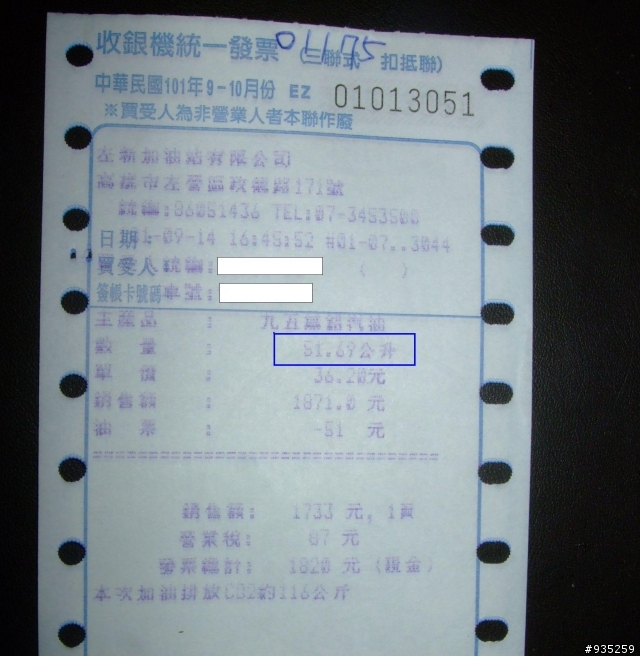 收銀機統一發票(三聯式 扣抵聯)
011175
中華民國101年9-10月份 EZ 01013051
※買受人為非營業人者本聯作廢
左新加油站有限公司
高雄市左營區政德路171號
統編:86051436 TEL:07-3453500
日期: 1-09-14 16:45:52 #01-07..3044
買受人統編: ( )
簽帳卡號碼車號:
主產品 : 九五無鉛汽油
數 量 : 51.69公升
單 價 : 36.20元
銷售額 : 1871.0 元
油 票 : -51 元
================================
銷售額: 1733 元, 1頁
營業稅: 87 元
發票總計: 1820 元 (現金)
本次加油排放CO2約116公斤
#935259